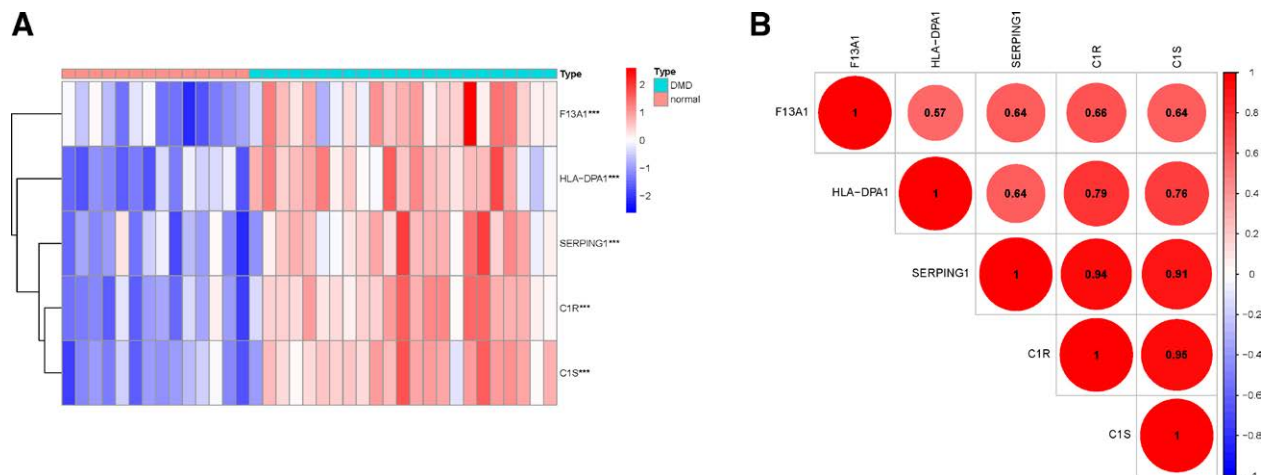 A
Type
F13A1***
HLA-DPA1***
SERPING1***
C1R***
C1S***
2
1
0
-1
-2
Type
DMD
normal
B
F13A1
HLA-DPA1
SERPING1
C1R
C1S
F13A1 1 0.57 0.64 0.66 0.64
HLA-DPA1 1 0.64 0.79 0.76
SERPING1 1 0.94 0.91
C1R 1 0.95
C1S 1
1
0.8
0.6
0.4
0.2
0
-0.2
-0.4
-0.6
-0.8
-1